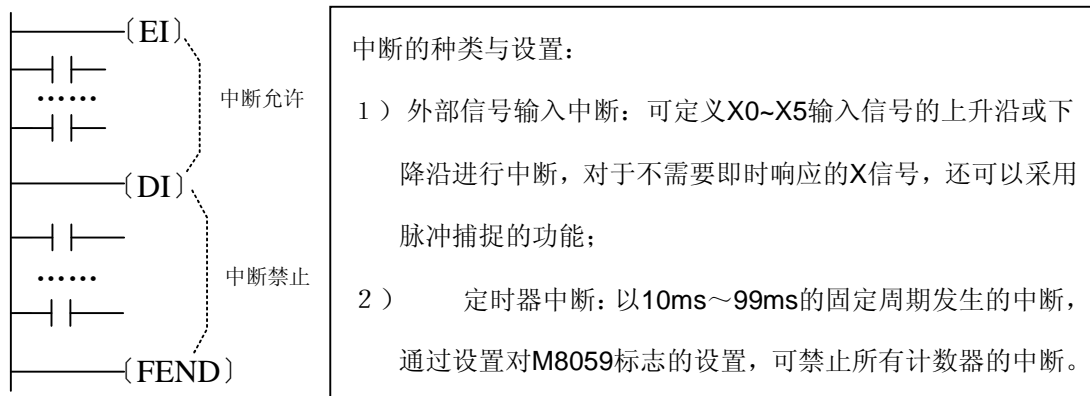 (EI)
……
中断允许
(DI)
……
中断禁止
(FEND)
中断的种类与设置:
1)外部信号输入中断:可定义X0~X5输入信号的上升沿或下
降沿进行中断,对于不需要即时响应的X信号,还可以采用
脉冲捕捉的功能;
2) 定时器中断:以10ms~99ms的固定周期发生的中断,
通过设置对M8059标志的设置,可禁止所有计数器的中断。